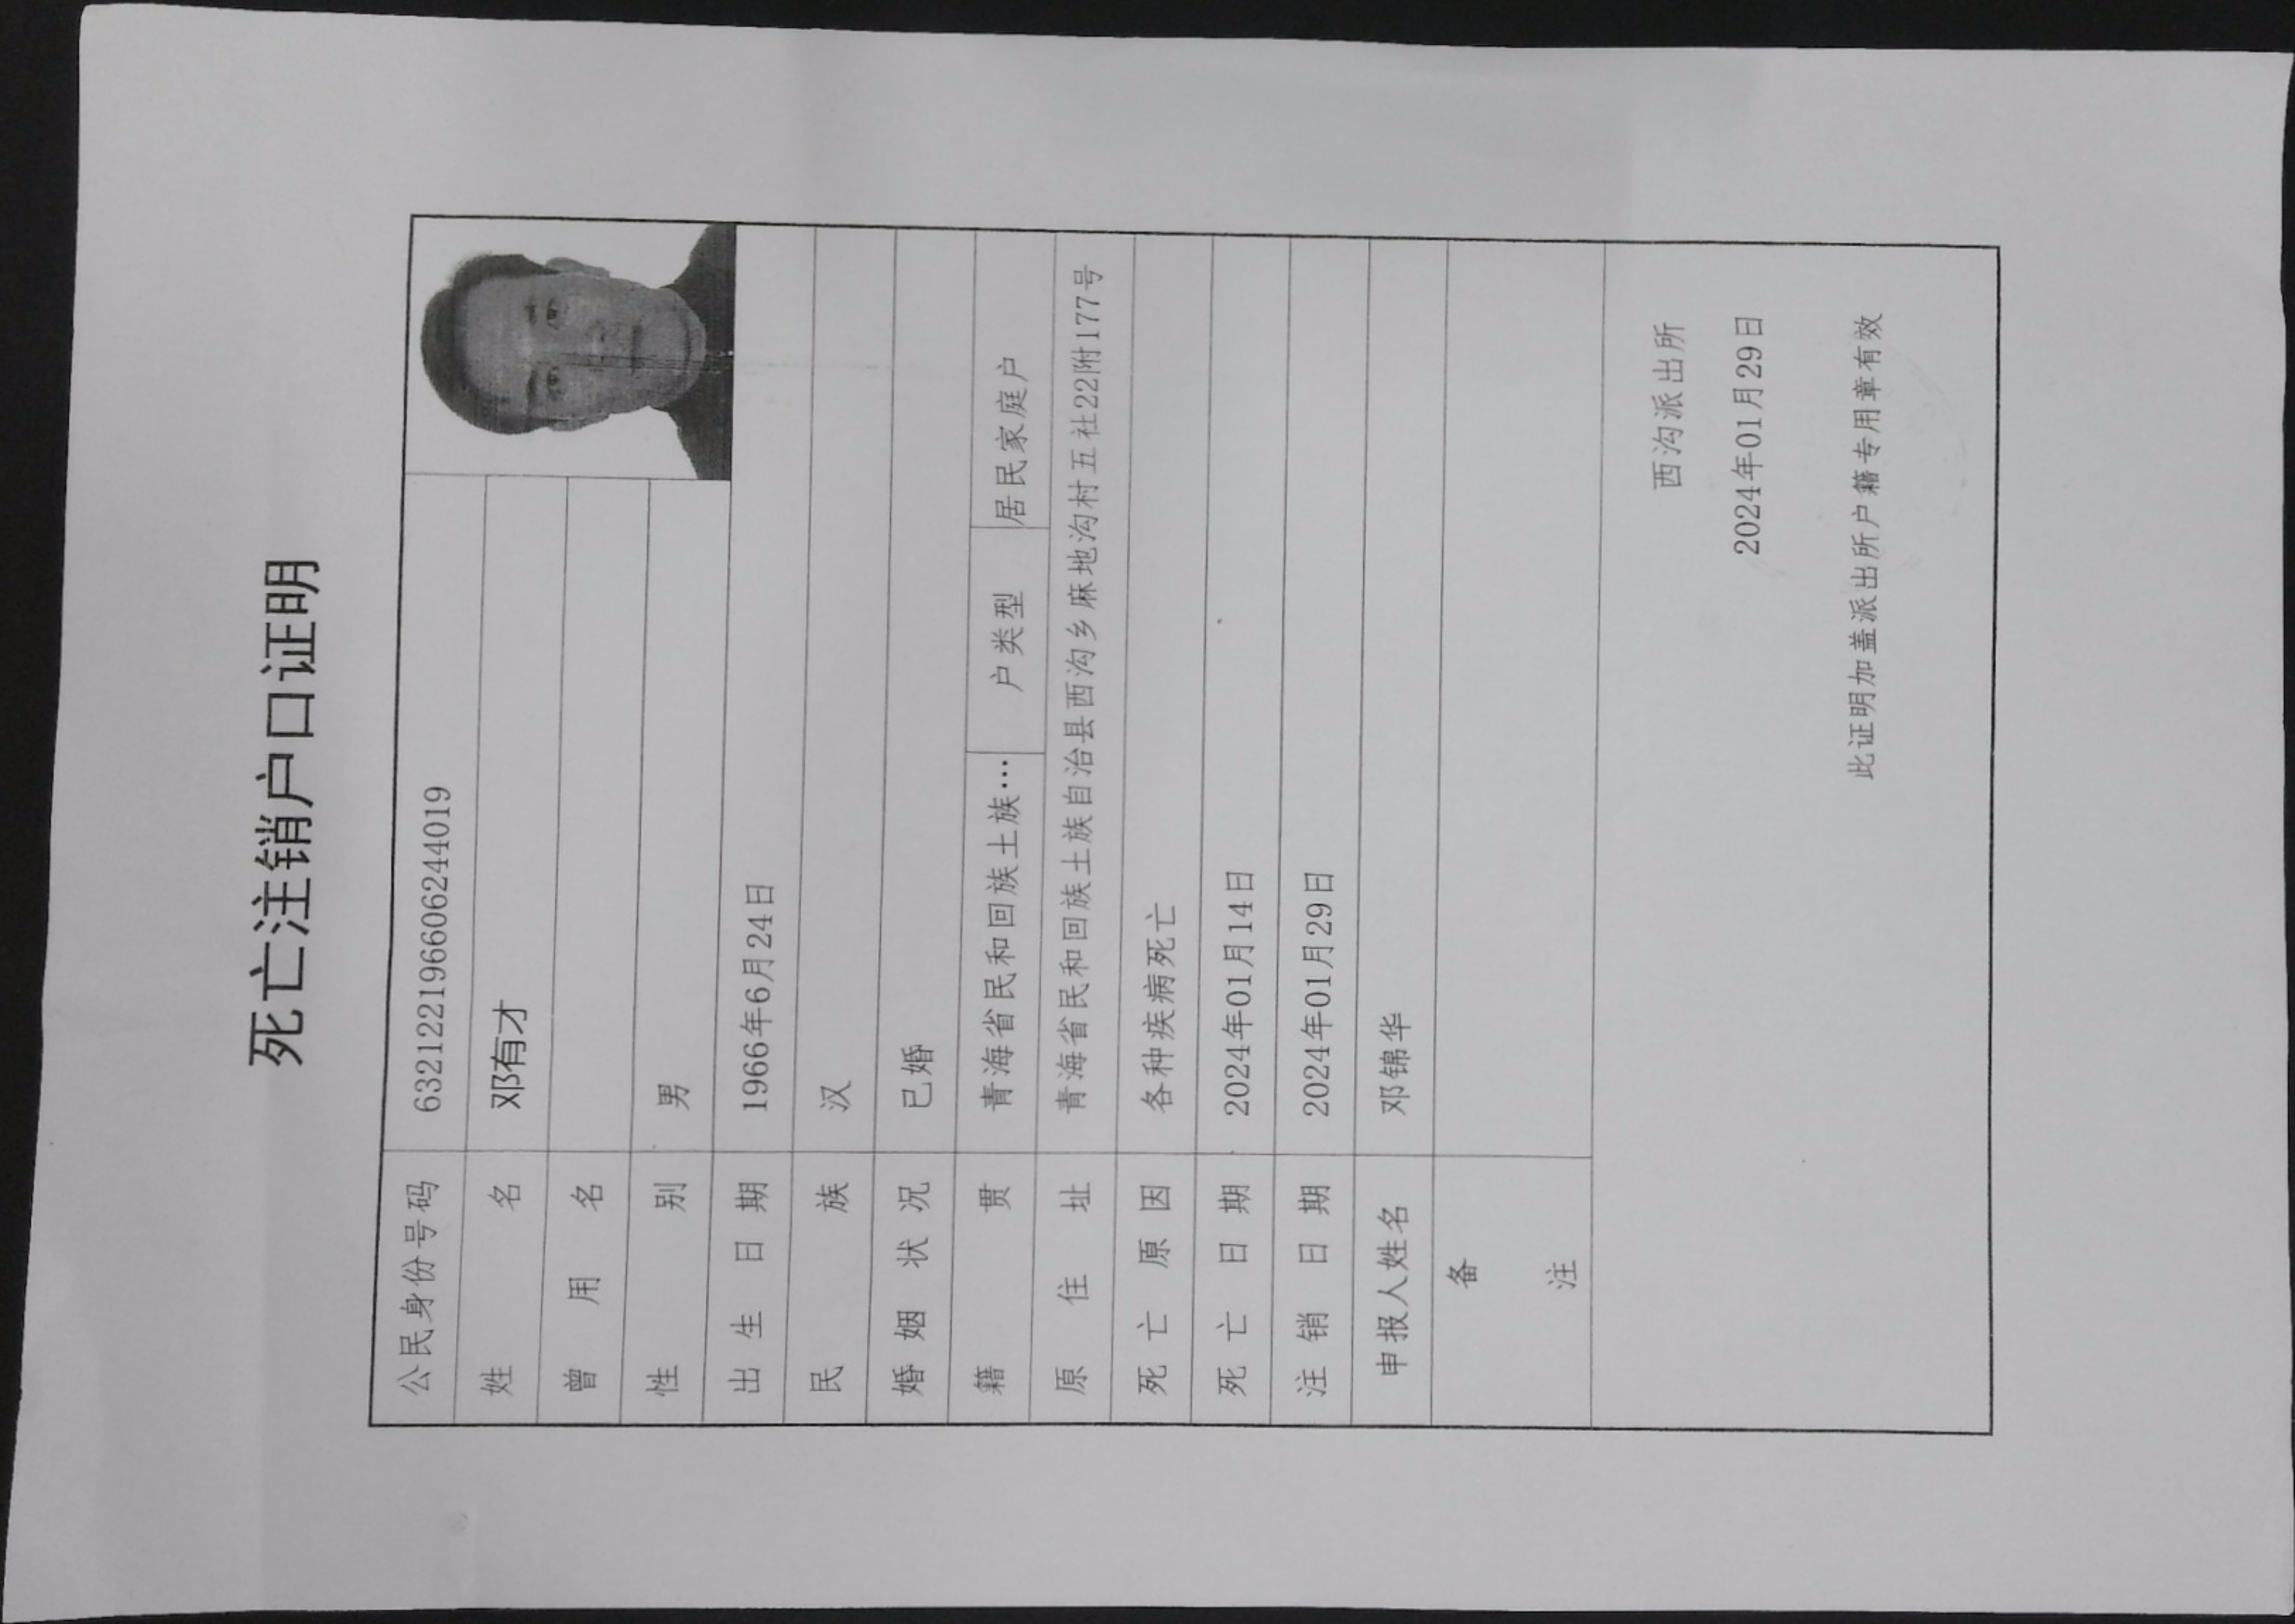 死亡注销户口证明
公民身份号码 632122196606244019
姓名 邓有才
曾用名
性别 男
出生日期 1966年6月24日
民族 汉
婚姻状况 已婚
籍贯 青海省民和回族土族… 户类型 居民家庭户
原住址 青海省民和回族土族自治县西沟乡麻地沟村五社22附177号
死亡原因 各种疾病死亡
死亡日期 2024年01月14日
注销日期 2024年01月29日
申报人姓名 邓锦华
备
注
西沟派出所
2024年01月29日
此证明加盖派出所户籍专用章有效